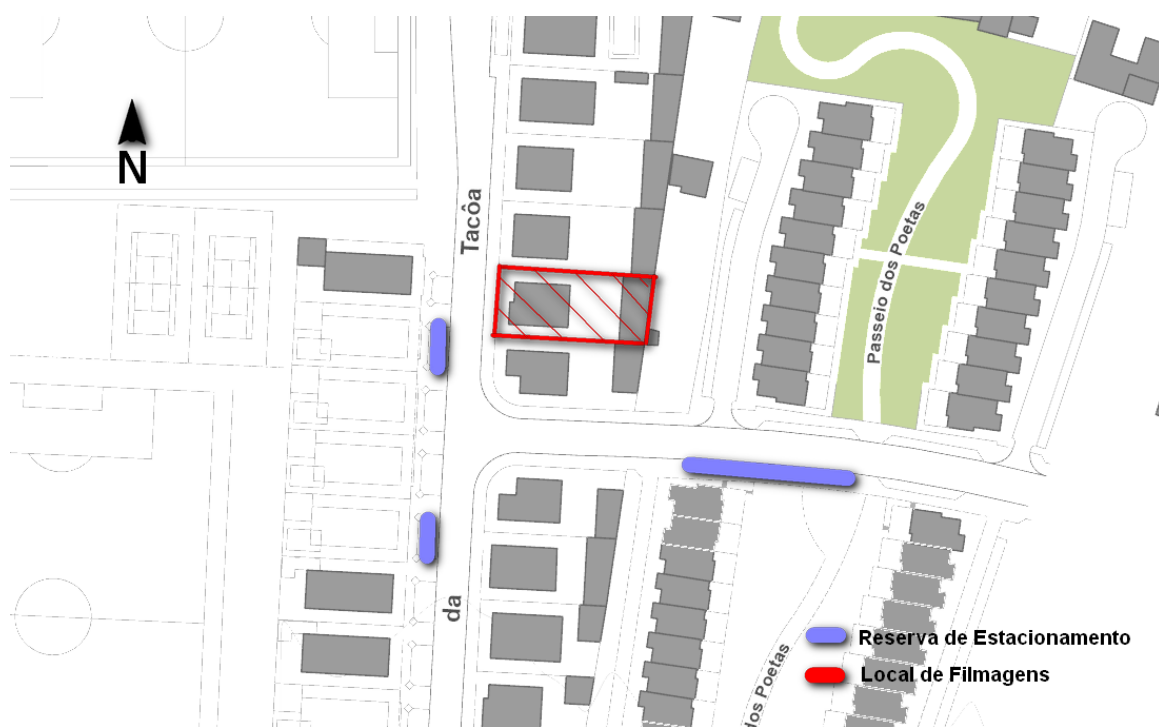 N
Tacôa
Passeio dos Poetas
da
dos Poetas
Reserva de Estacionamento
Local de Filmagens